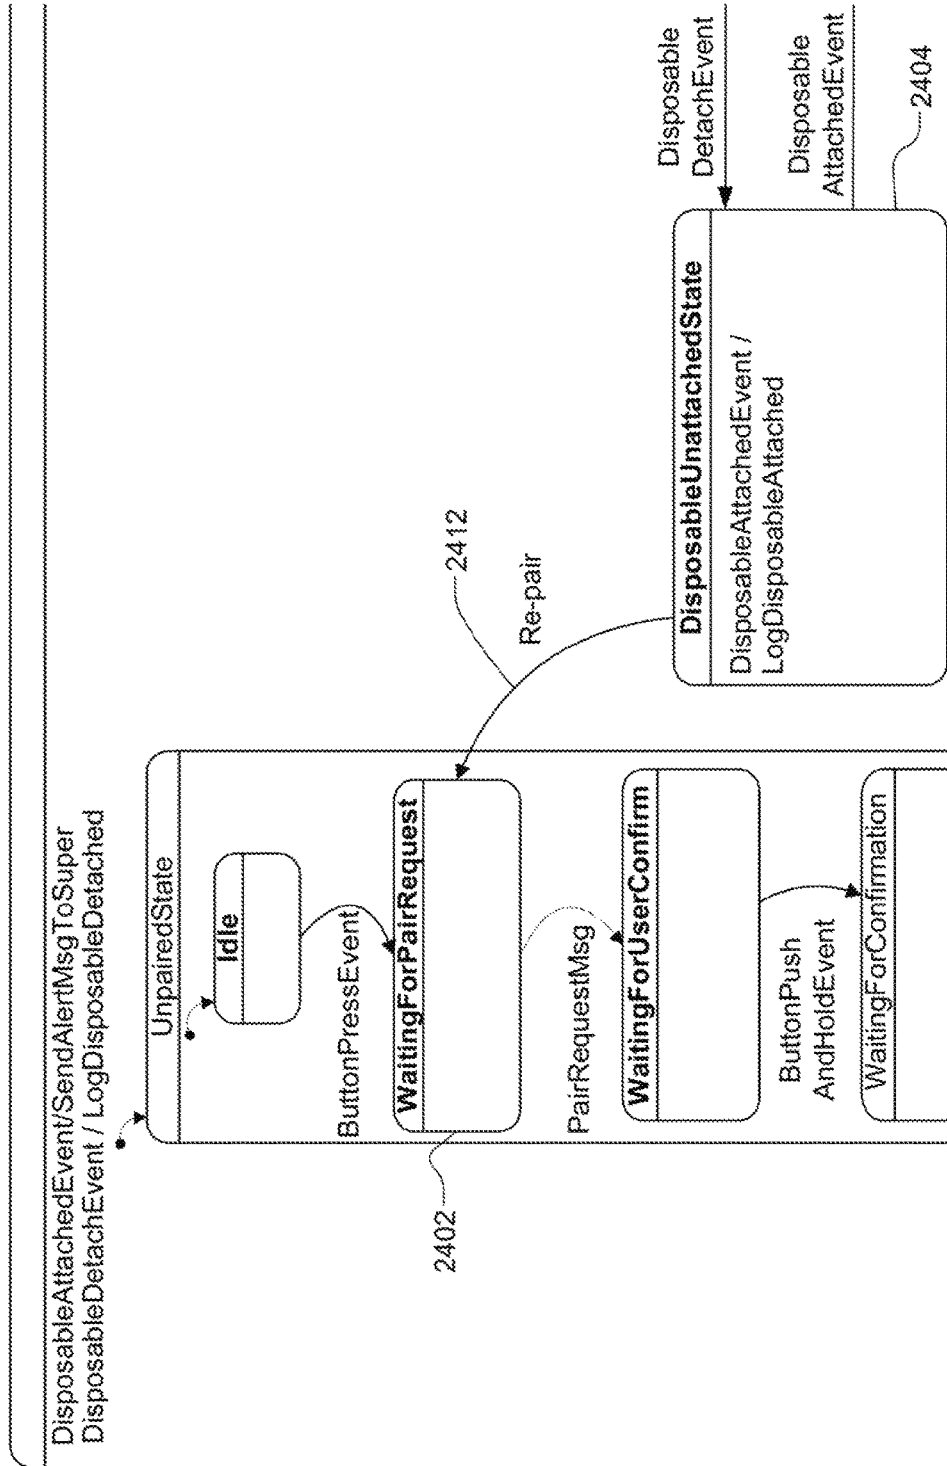 DisposableAttachedEvent/SendAlertMsgToSuper
DisposableDetachEvent / LogDisposableDetached
UnpairedState
Idle
ButtonPressEvent
WaitingForPairRequest
2402
PairRequestMsg
WaitingForUserConfirm
ButtonPush
AndHoldEvent
WaitingForConfirmation
2412
Re-pair
DisposableUnattachedState
DisposableAttachedEvent /
LogDisposableAttached
Disposable
DetachEvent
Disposable
AttachedEvent
2404